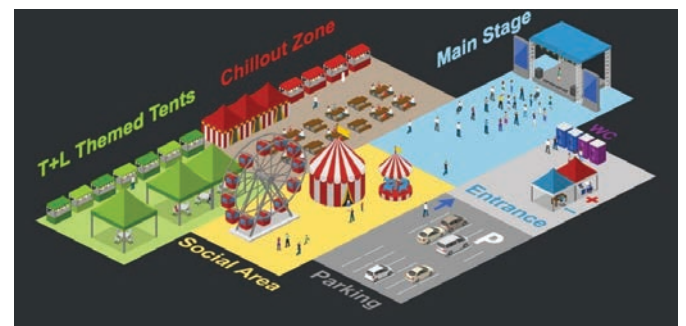 Chillout Zone
Main Stage
T+L Themed Tents
WC
Entrance
Social Area
P
Parking